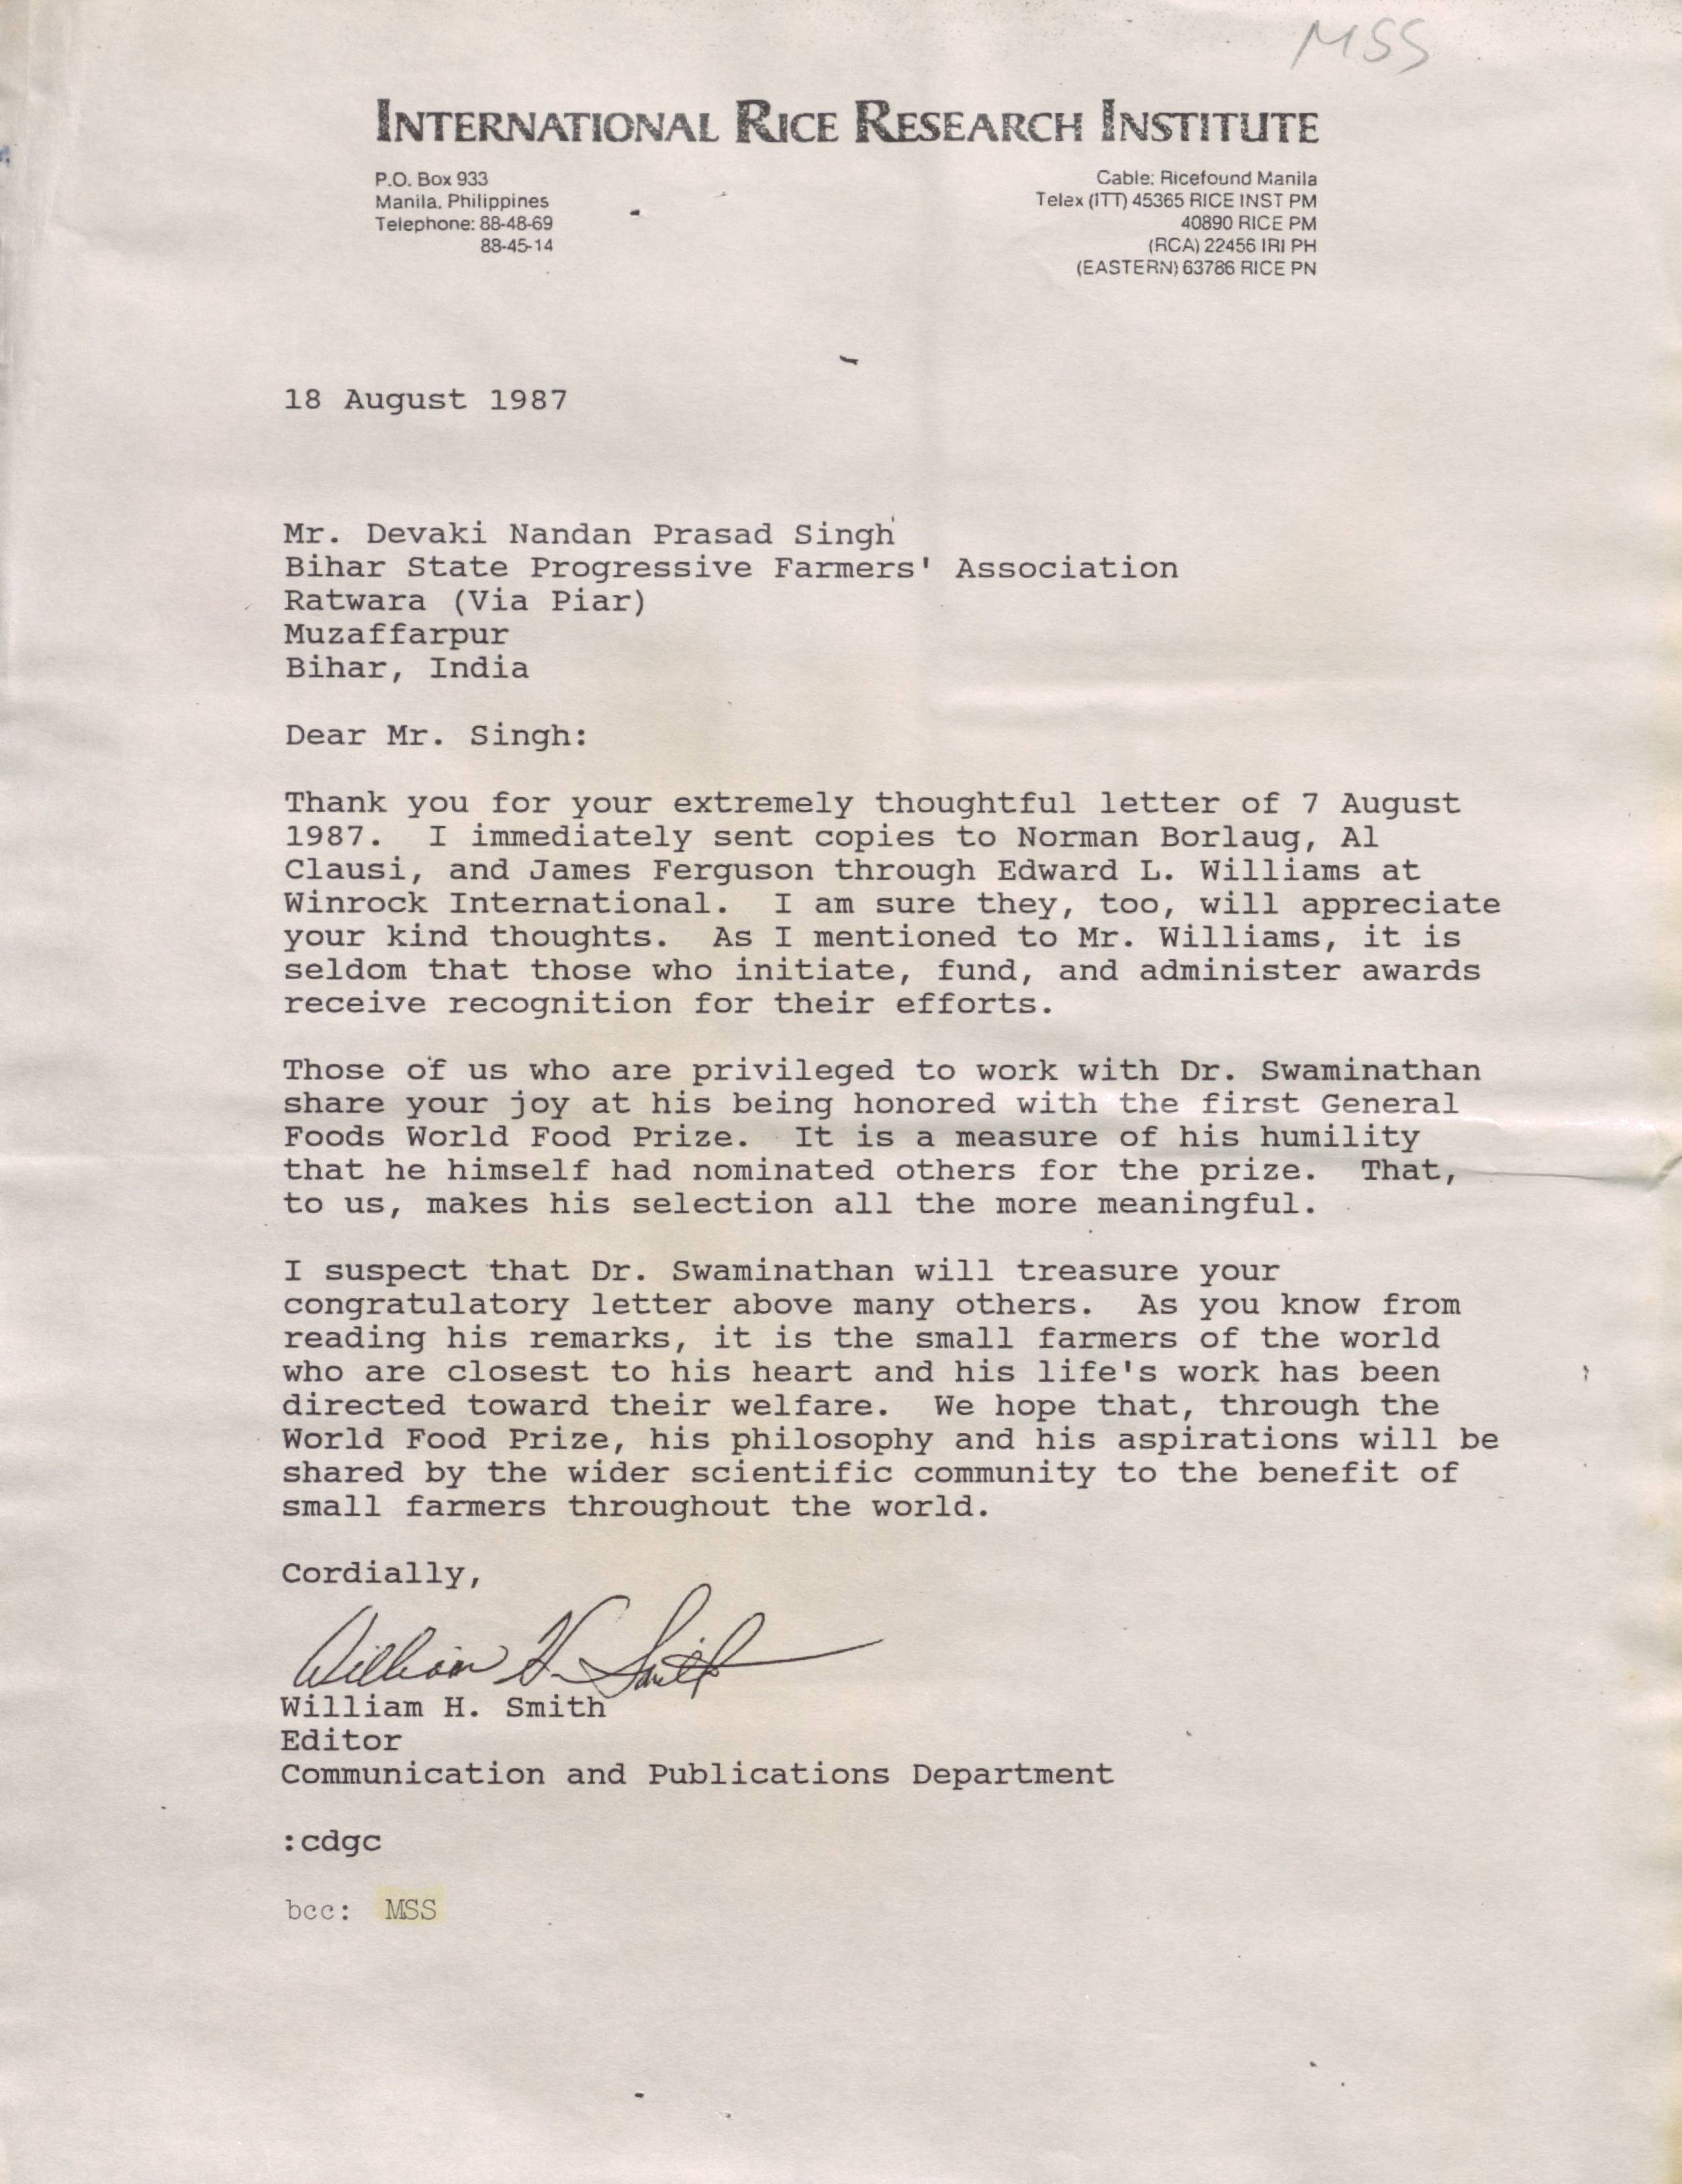 MSS
INTERNATIONAL RICE RESEARCH INSTITUTE
P.O. Box 933
Manila, Philippines
Telephone: 88-48-69
88-45-14
Cable: Ricefound Manila
Telex (ITT) 45365 RICE INST PM
40890 RICE PM
(RCA) 22456 IRI PH
(EASTERN) 63786 RICE PN
18 August 1987
Mr. Devaki Nandan Prasad Singh
Bihar State Progressive Farmers' Association
Ratwara (Via Piar)
Muzaffarpur
Bihar, India
Dear Mr. Singh:
Thank you for your extremely thoughtful letter of 7 August
1987. I immediately sent copies to Norman Borlaug, Al
Clausi, and James Ferguson through Edward L. Williams at
Winrock International. I am sure they, too, will appreciate
your kind thoughts. As I mentioned to Mr. Williams, it is
seldom that those who initiate, fund, and administer awards
receive recognition for their efforts.
Those of us who are privileged to work with Dr. Swaminathan
share your joy at his being honored with the first General
Foods World Food Prize. It is a measure of his humility
that he himself had nominated others for the prize. That,
to us, makes his selection all the more meaningful.
I suspect that Dr. Swaminathan will treasure your
congratulatory letter above many others. As you know from
reading his remarks, it is the small farmers of the world
who are closest to his heart and his life's work has been
directed toward their welfare. We hope that, through the
World Food Prize, his philosophy and his aspirations will be
shared by the wider scientific community to the benefit of
small farmers throughout the world.
Cordially,
William H. Smith
William H. Smith
Editor
Communication and Publications Department
:cdgc
bcc: MSS